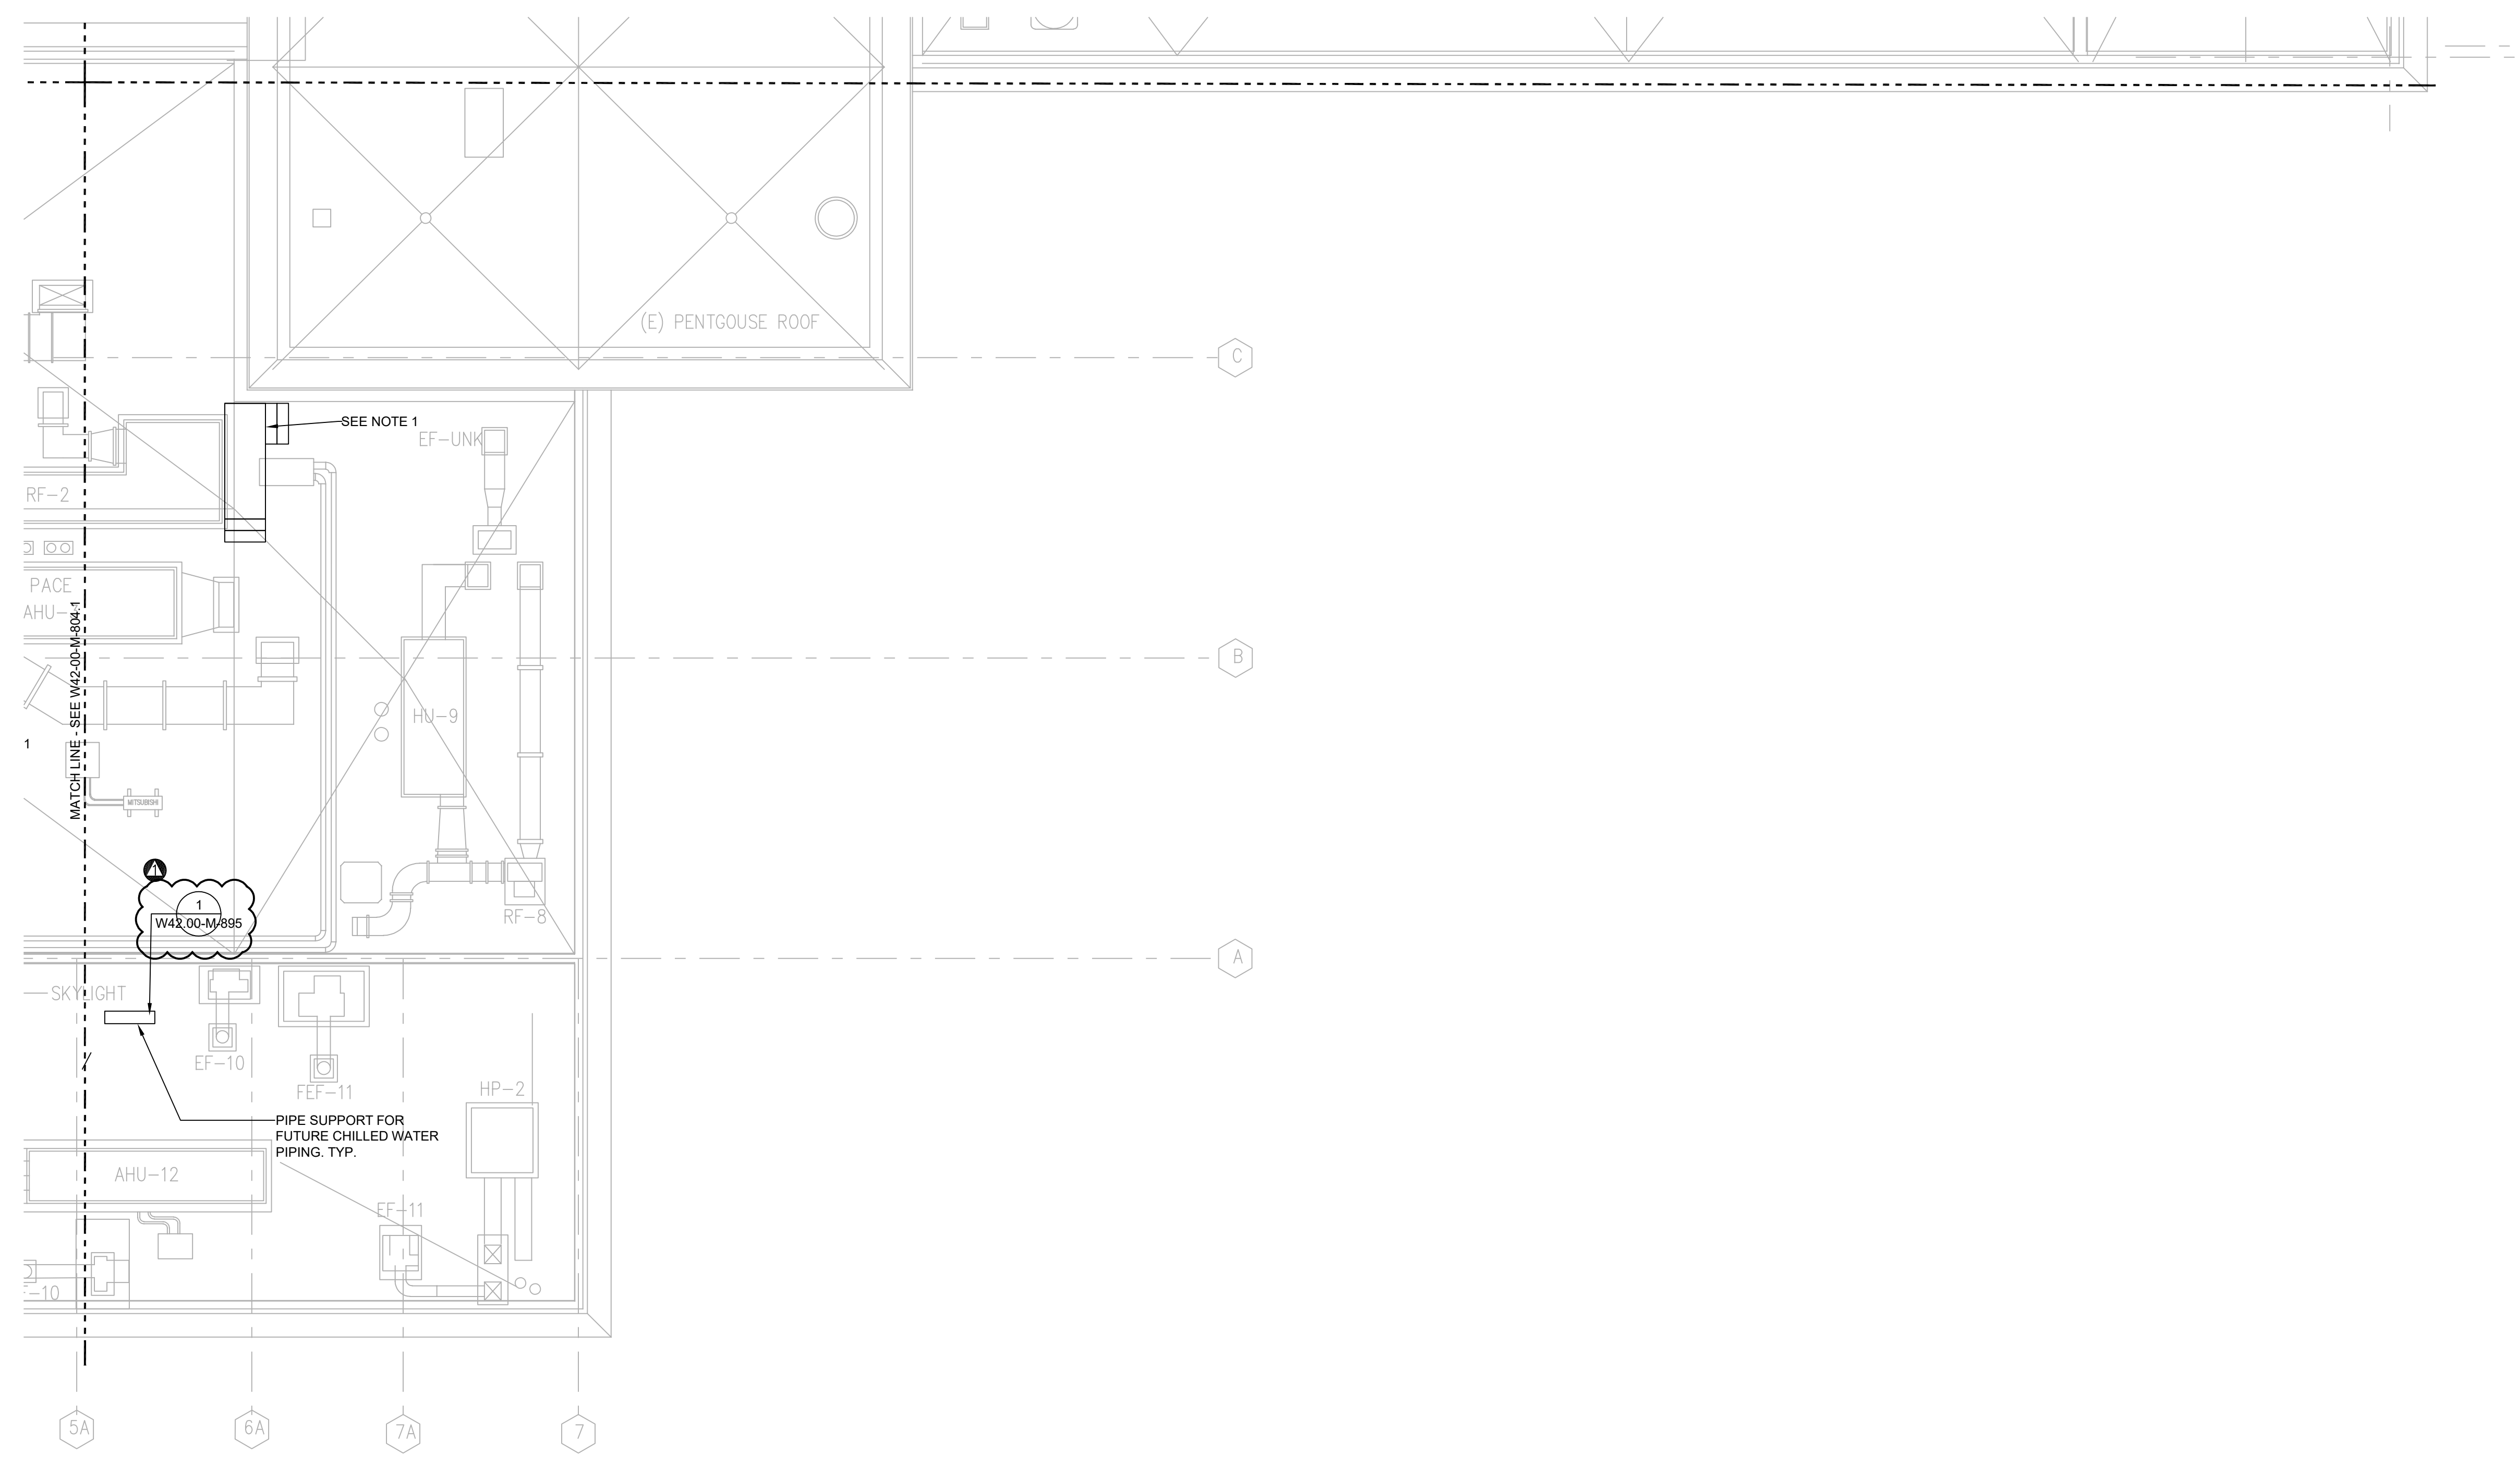 (E) PENTGOUSE ROOF
C
SEE NOTE 1
EF-UNK
RF-2
PACE
AHU-
B
MATCH LINE - SEE W42-00-M-804.1
HU-9
1
MITSUBISHI
1
1
W42.00-M-895
RF-8
A
SKYLIGHT
EF-10
FEF-11
HP-2
PIPE SUPPORT FOR
FUTURE CHILLED WATER
PIPING. TYP.
AHU-12
EF-11
-10
5A
6A
7A
7